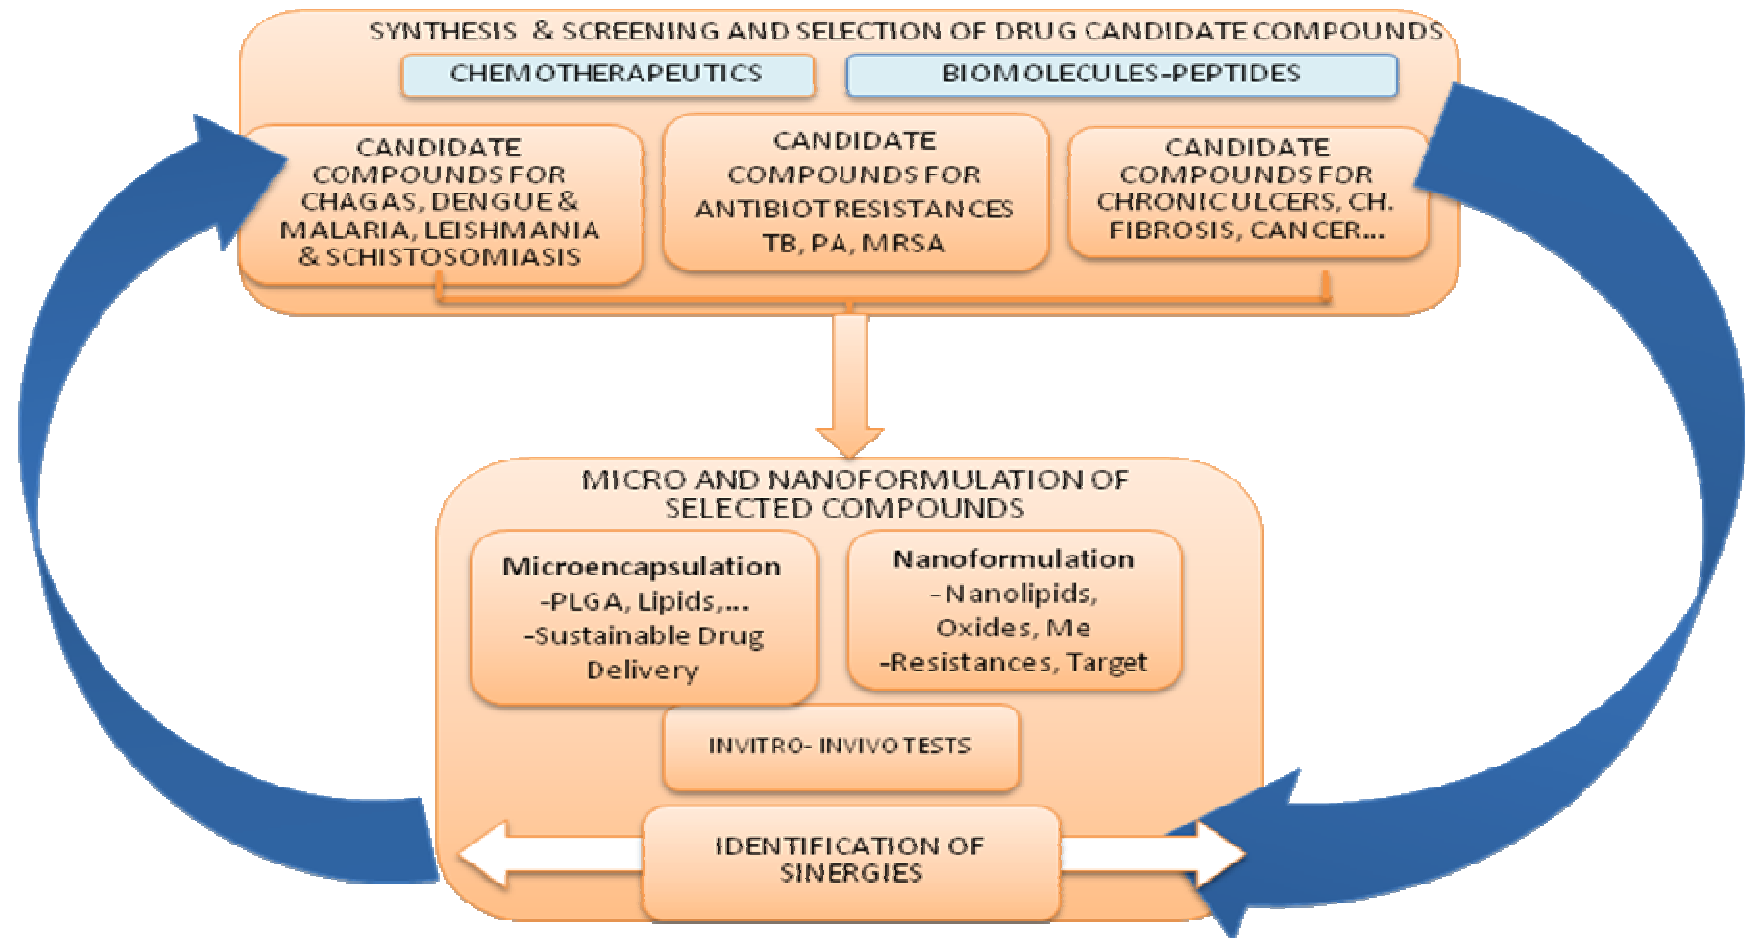 SYNTHESIS & SCREENING AND SELECTION OF DRUG CANDIDATE COMPOUNDS
CHEMOTHERAPEUTICS
BIOMOLECULES-PEPTIDES
CANDIDATE
COMPOUNDS FOR
CHAGAS, DENGUE &
MALARIA, LEISHMANIA
& SCHISTOSOMIASIS
CANDIDATE
COMPOUNDS FOR
ANTIBIOT RESISTANCES
TB, PA, MRSA
CANDIDATE
COMPOUNDS FOR
CHRONIC ULCERS, CH.
FIBROSIS, CANCER...
MICRO AND NANOFORMULATION OF
SELECTED COMPOUNDS
Microencapsulation
-PLGA, Lipids,...
-Sustainable Drug
Delivery
Nanoformulation
-Nanolipids,
Oxides, Me
-Resistances, Target
INVITRO- INVIVO TESTS
IDENTIFICATION OF
SINERGIES